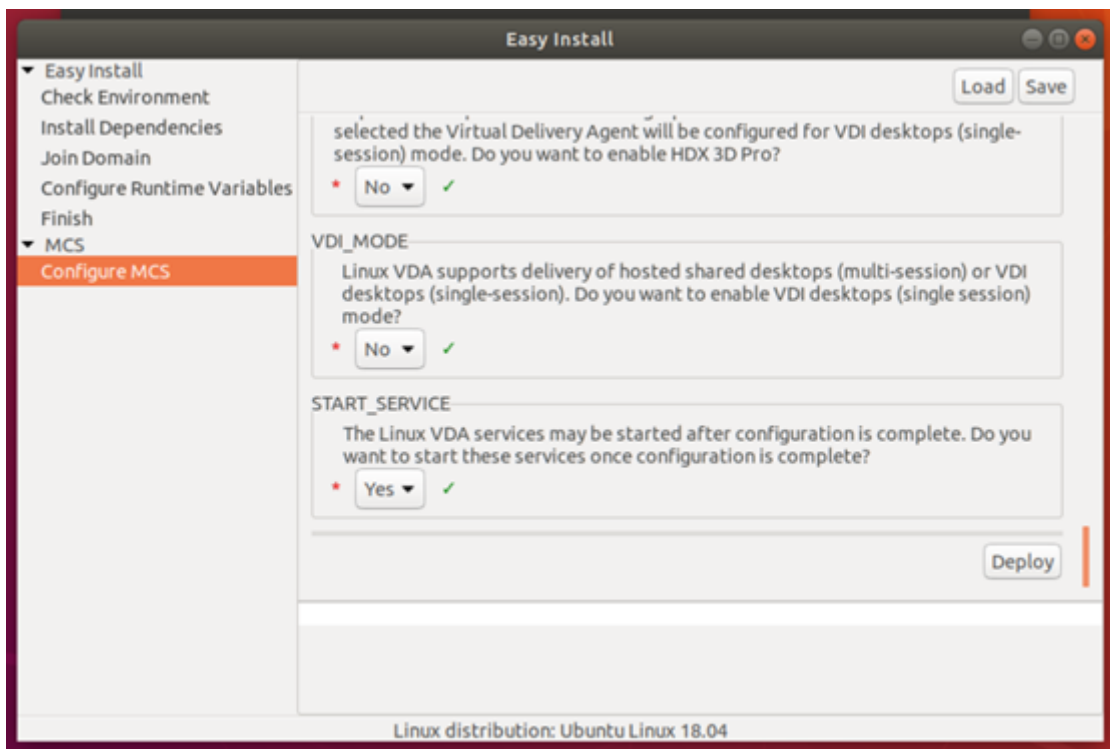 Easy Install
Easy Install
Check Environment
Install Dependencies
Join Domain
Configure Runtime Variables
Finish
MCS
Configure MCS
Load Save
selected the Virtual Delivery Agent will be configured for VDI desktops (single-
session) mode. Do you want to enable HDX 3D Pro?
* No ✓
VDI_MODE
Linux VDA supports delivery of hosted shared desktops (multi-session) or VDI
desktops (single-session). Do you want to enable VDI desktops (single session)
mode?
* No ✓
START_SERVICE
The Linux VDA services may be started after configuration is complete. Do you
want to start these services once configuration is complete?
* Yes ✓
Deploy
Linux distribution: Ubuntu Linux 18.04